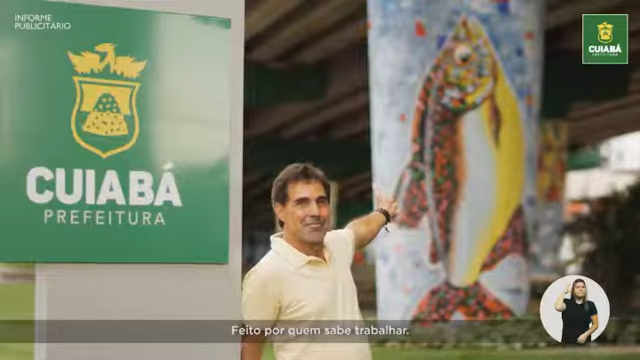 INFORME
PUBLICITÁRIO
CUIABÁ
PREFEITURA
CUIABÁ
PREFEITURA
Feito por quem sabe trabalhar.